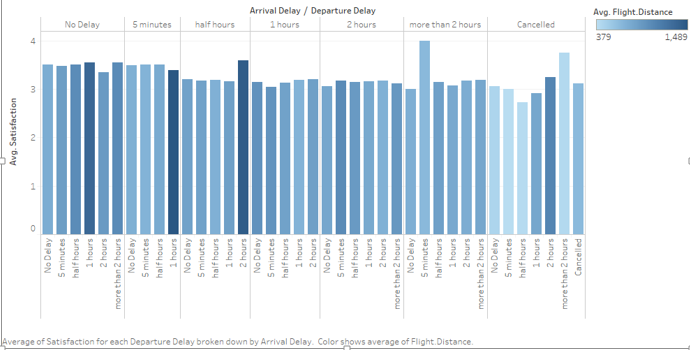 Arrival Delay / Departure Delay
No Delay
5 minutes
half hours
1 hours
2 hours
more than 2 hours
Cancelled
Avg. Flight.Distance
379
1,489
Avg. Satisfaction
4
3
2
1
0
No Delay
5 minutes
half hours
1 hours
2 hours
more than 2 hours
No Delay
5 minutes
half hours
1 hours
No Delay
5 minutes
half hours
1 hours
2 hours
No Delay
5 minutes
half hours
1 hours
2 hours
No Delay
5 minutes
half hours
1 hours
2 hours
more than 2 hours
No Delay
5 minutes
half hours
1 hours
2 hours
more than 2 hours
No Delay
5 minutes
half hours
1 hours
2 hours
more than 2 hours
Cancelled
Average of Satisfaction for each Departure Delay broken down by Arrival Delay. Color shows average of Flight.Distance.